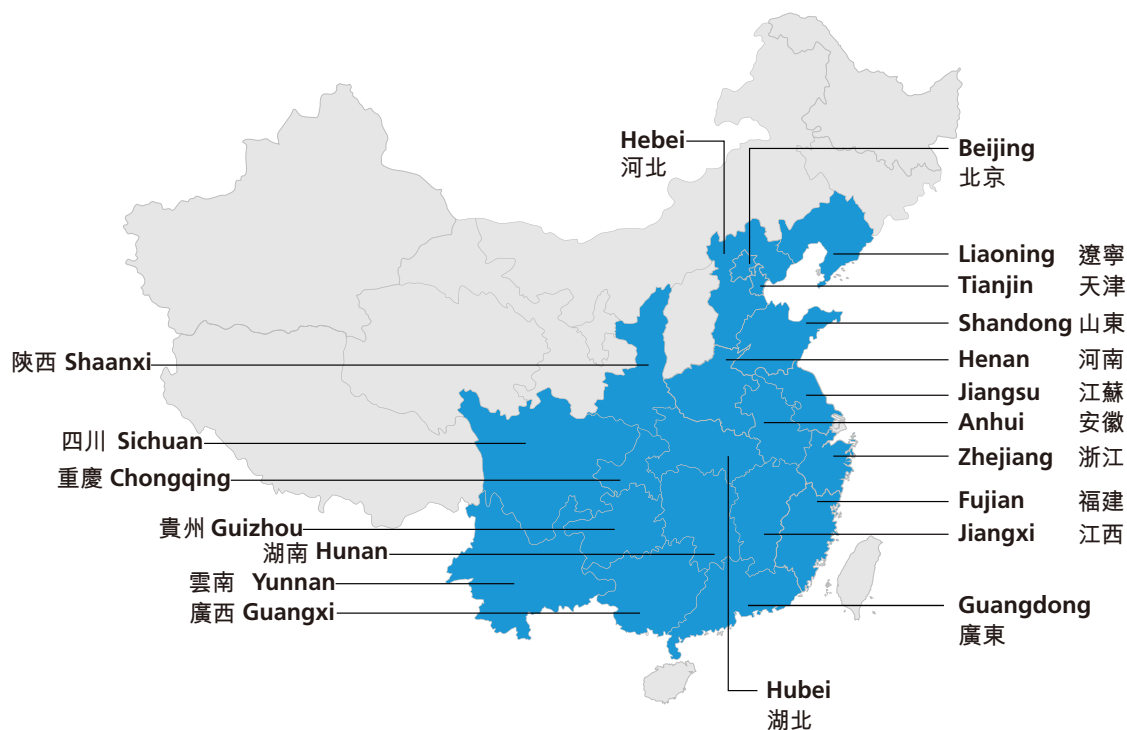 Hebei
河北
Beijing
北京
Liaoning 遼寧
Tianjin 天津
Shandong 山東
陝西 Shaanxi
Henan 河南
Jiangsu 江蘇
Anhui 安徽
四川 Sichuan
Zhejiang 浙江
重慶 Chongqing
Fujian 福建
貴州 Guizhou
Jiangxi 江西
湖南 Hunan
雲南 Yunnan
廣西 Guangxi
Guangdong
廣東
Hubei
湖北